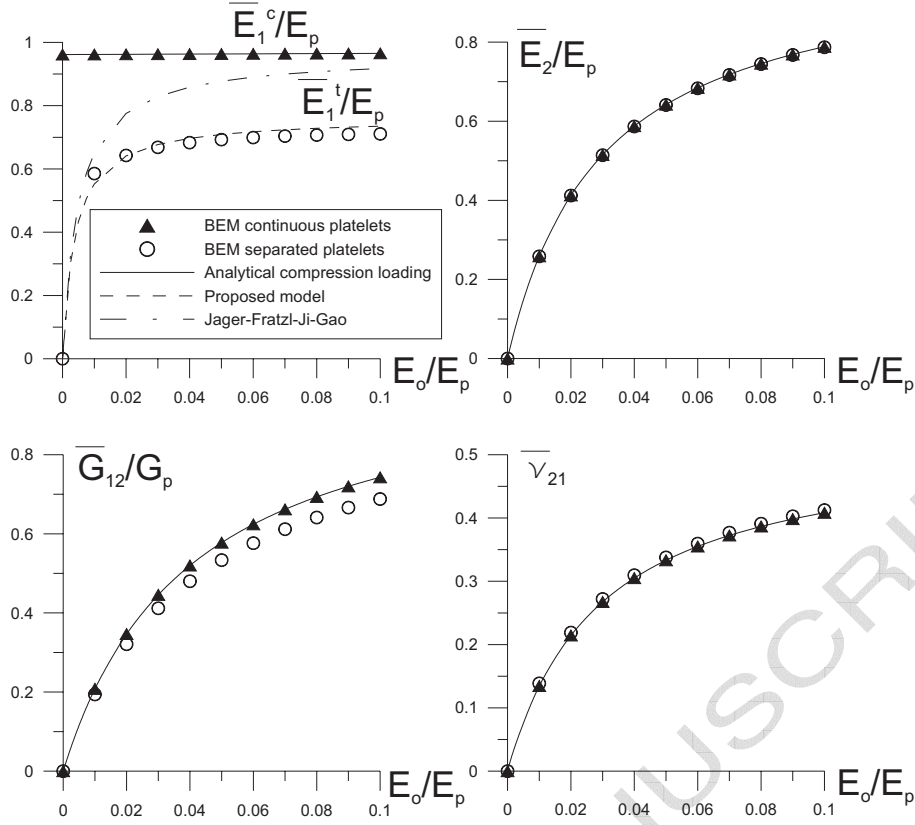 E̅₁ᶜ/Eₚ
1
0.8
0.6
0.4
0.2
0
E̅₁ᵗ/Eₚ
BEM continuous platelets
BEM separated platelets
Analytical compression loading
Proposed model
Jager-Fratzl-Ji-Gao
0 0.02 0.04 0.06 0.08 0.1
Eₒ/Eₚ
E̅₂/Eₚ
0.8
0.6
0.4
0.2
0
0 0.02 0.04 0.06 0.08 0.1
Eₒ/Eₚ
G̅₁₂/Gₚ
0.8
0.6
0.4
0.2
0
0 0.02 0.04 0.06 0.08 0.1
Eₒ/Eₚ
ν̅₂₁
0.5
0.4
0.3
0.2
0.1
0
0 0.02 0.04 0.06 0.08 0.1
Eₒ/Eₚ